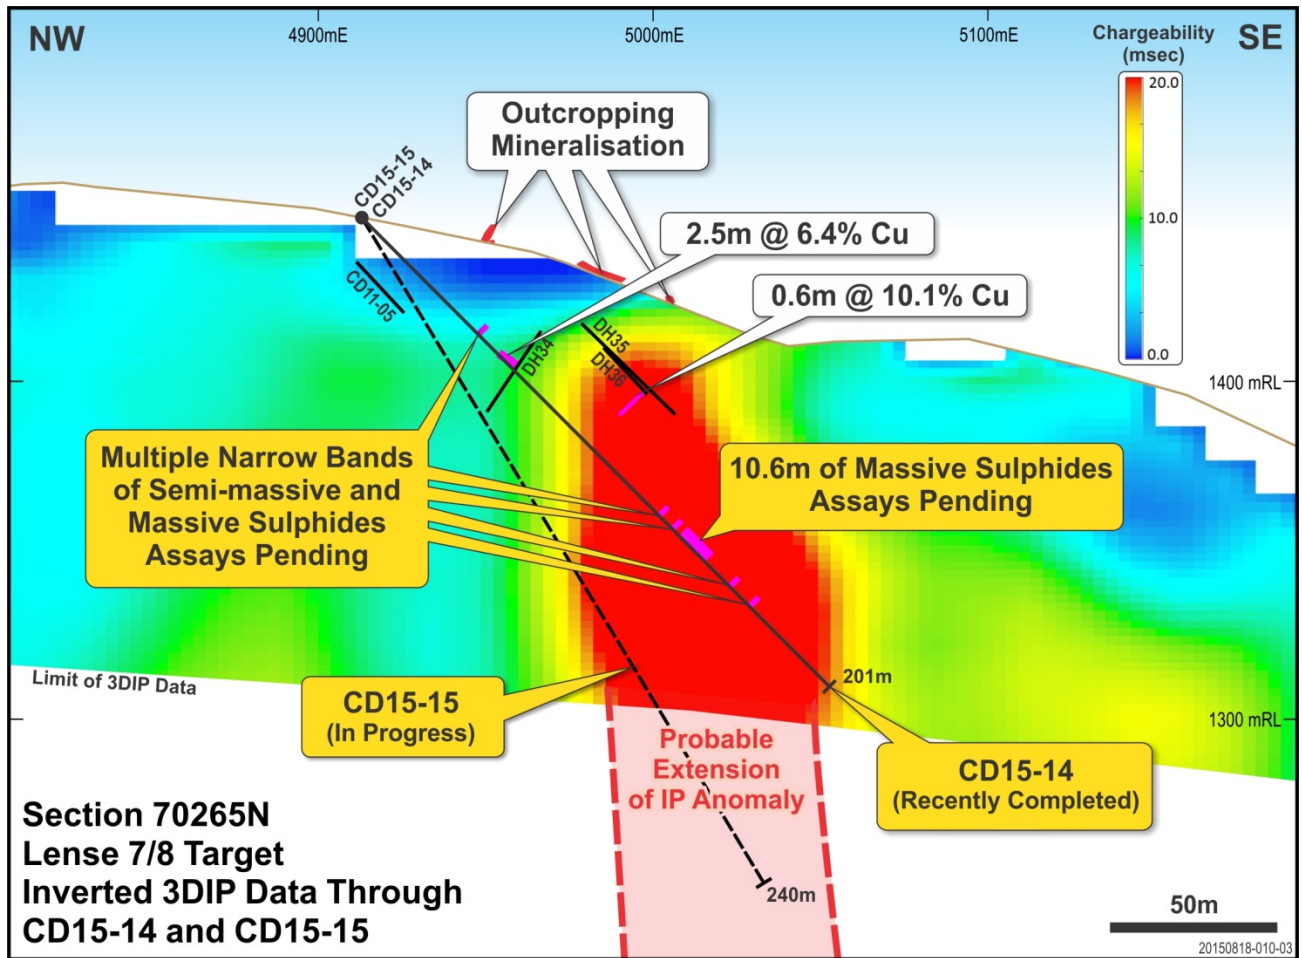 NW
4900mE
5000mE
5100mE
Chargeability
(msec)
SE
20.0
10.0
0.0
Outcropping
Mineralisation
CD15-15
CD15-14
2.5m @ 6.4% Cu
0.6m @ 10.1% Cu
CD11-05
DH34
DH35
DH36
1400 mRL
Multiple Narrow Bands
of Semi-massive and
Massive Sulphides
Assays Pending
10.6m of Massive Sulphides
Assays Pending
Limit of 3DIP Data
CD15-15
(In Progress)
201m
1300 mRL
Probable
Extension
of IP Anomaly
CD15-14
(Recently Completed)
240m
Section 70265N
Lense 7/8 Target
Inverted 3DIP Data Through
CD15-14 and CD15-15
50m
20150818-010-03